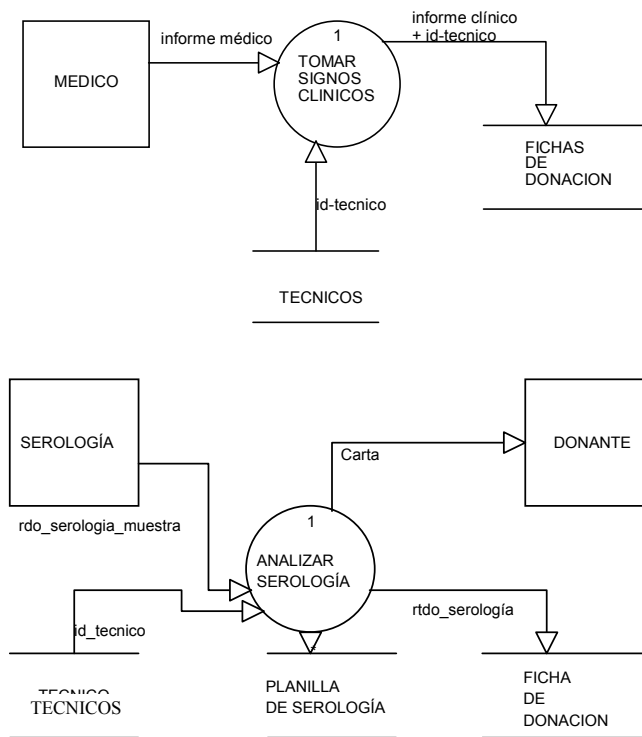 informe médico
MEDICO
1
TOMAR
SIGNOS
CLINICOS
informe clínico
+ id-tecnico
FICHAS
DE
DONACION
id-tecnico
TECNICOS
SEROLOGÍA
rdo_serologia_muestra
Carta
DONANTE
1
ANALIZAR
SEROLOGÍA
rtdo_serología
id_tecnico
TECNICOS
PLANILLA
DE SEROLOGÍA
FICHA
DE
DONACION